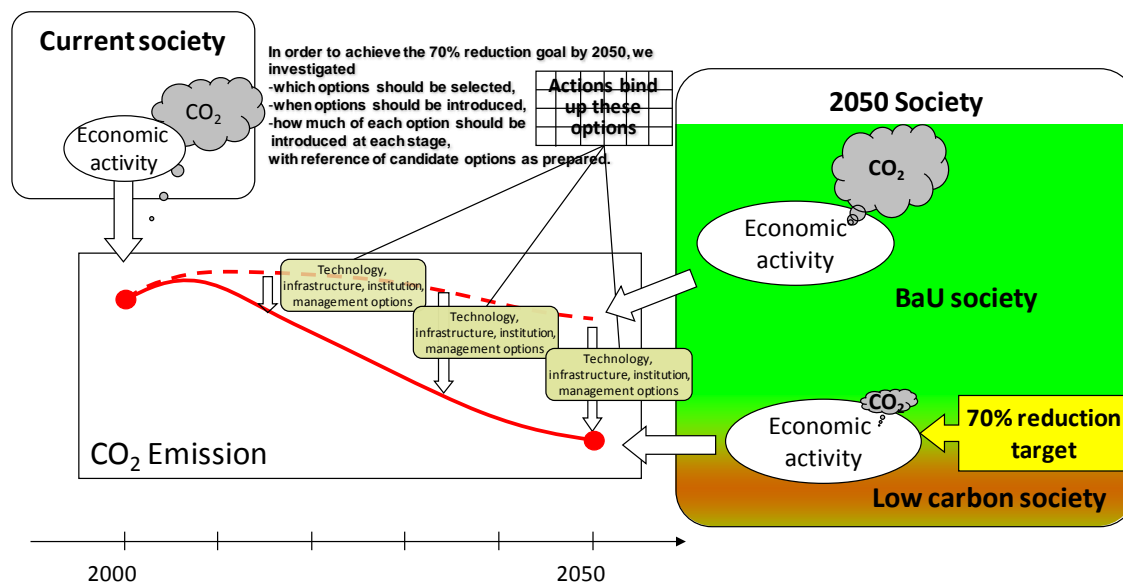 Current society
CO2
Economic
activity
In order to achieve the 70% reduction goal by 2050, we
investigated
-which options should be selected,
-when options should be introduced,
-how much of each option should be
introduced at each stage,
with reference of candidate options as prepared.
Actions bind
up these
options
2050 Society
CO2
Economic
activity
BaU society
Technology,
infrastructure, institution,
management options
Technology,
infrastructure, institution,
management options
Technology,
infrastructure, institution,
management options
CO2
Economic
activity
70% reduction
target
Low carbon society
CO2 Emission
2000
2050